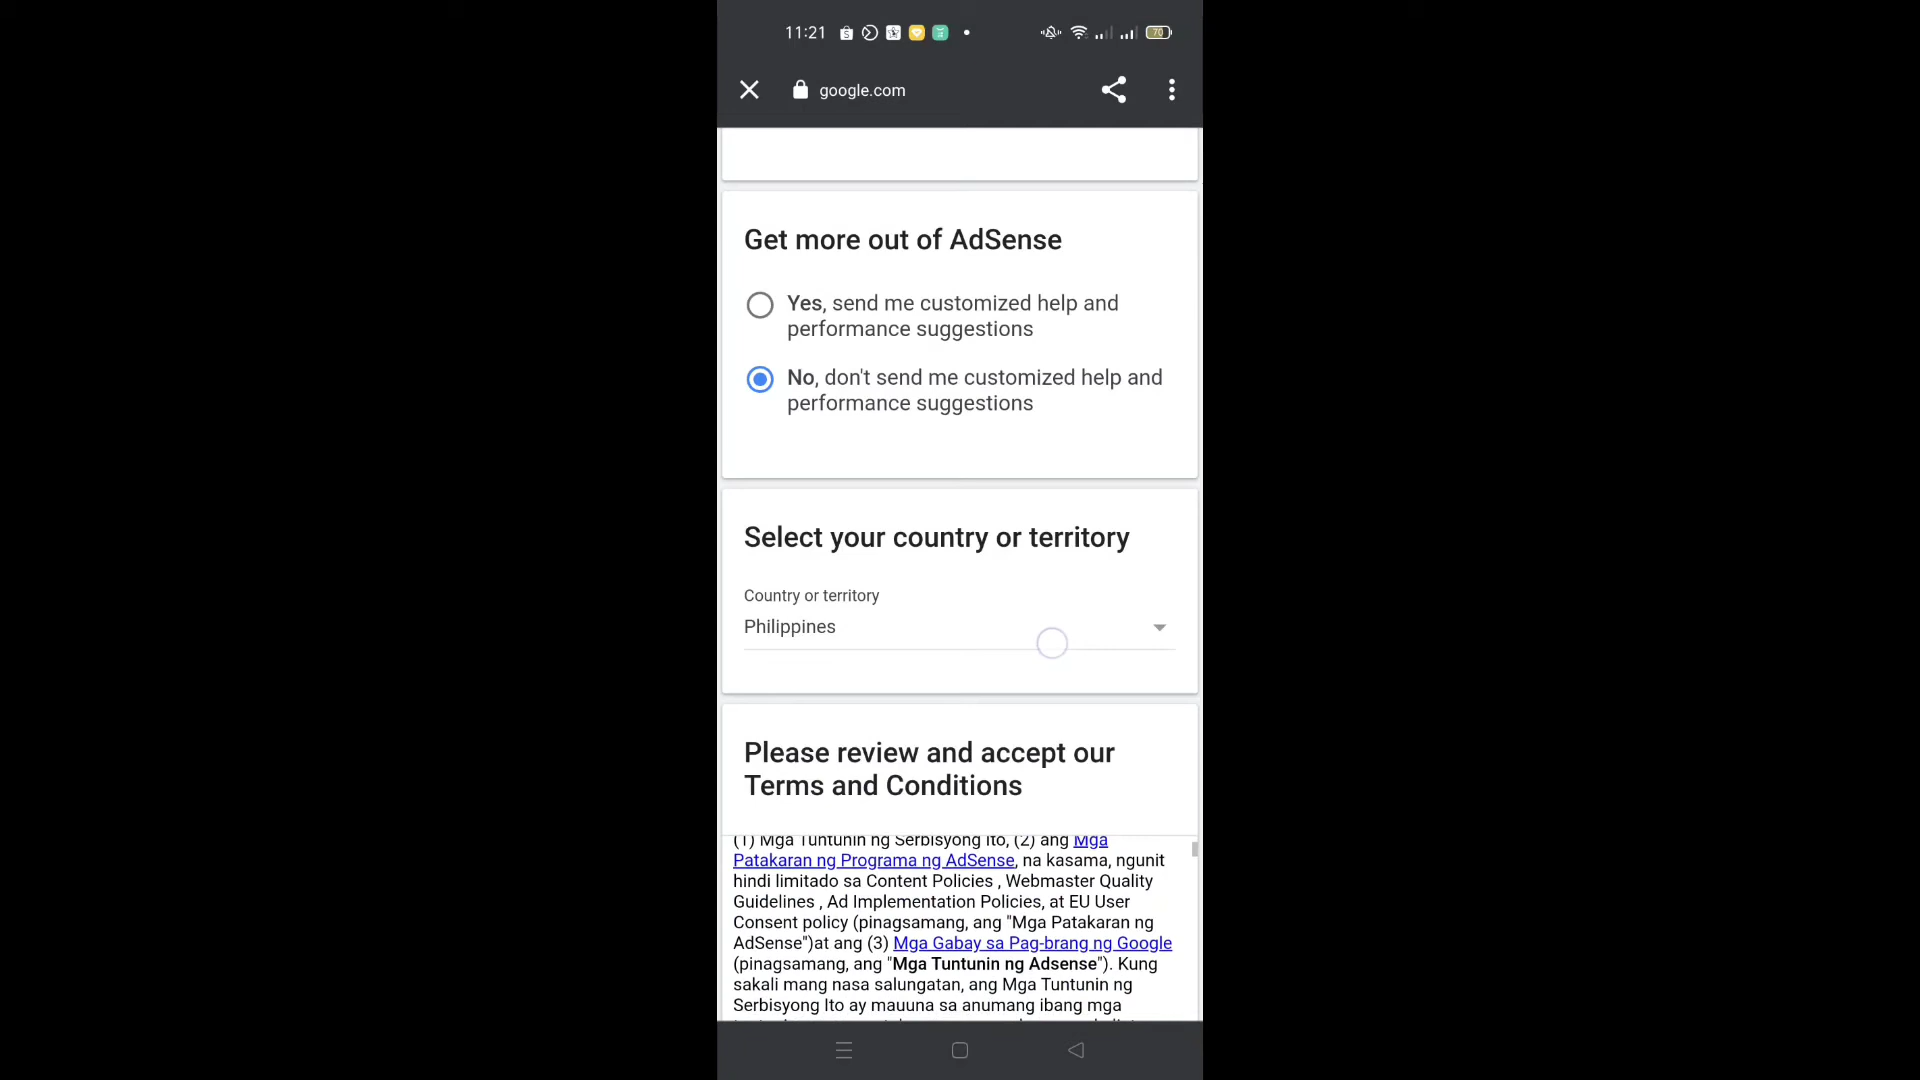 11:21
70
google.com
Get more out of AdSense
Yes, send me customized help and
performance suggestions
No, don't send me customized help and
performance suggestions
Select your country or territory
Country or territory
Philippines
Please review and accept our
Terms and Conditions
(1) Mga Tuntunin ng Serbisyong Ito, (2) ang Mga
Patakaran ng Programa ng AdSense, na kasama, ngunit
hindi limitado sa Content Policies , Webmaster Quality
Guidelines , Ad Implementation Policies, at EU User
Consent policy (pinagsamang, ang "Mga Patakaran ng
AdSense")at ang (3) Mga Gabay sa Pag-brang ng Google
(pinagsamang, ang "Mga Tuntunin ng Adsense"). Kung
sakali mang nasa salungatan, ang Mga Tuntunin ng
Serbisyong Ito ay mauuna sa anumang ibang mga